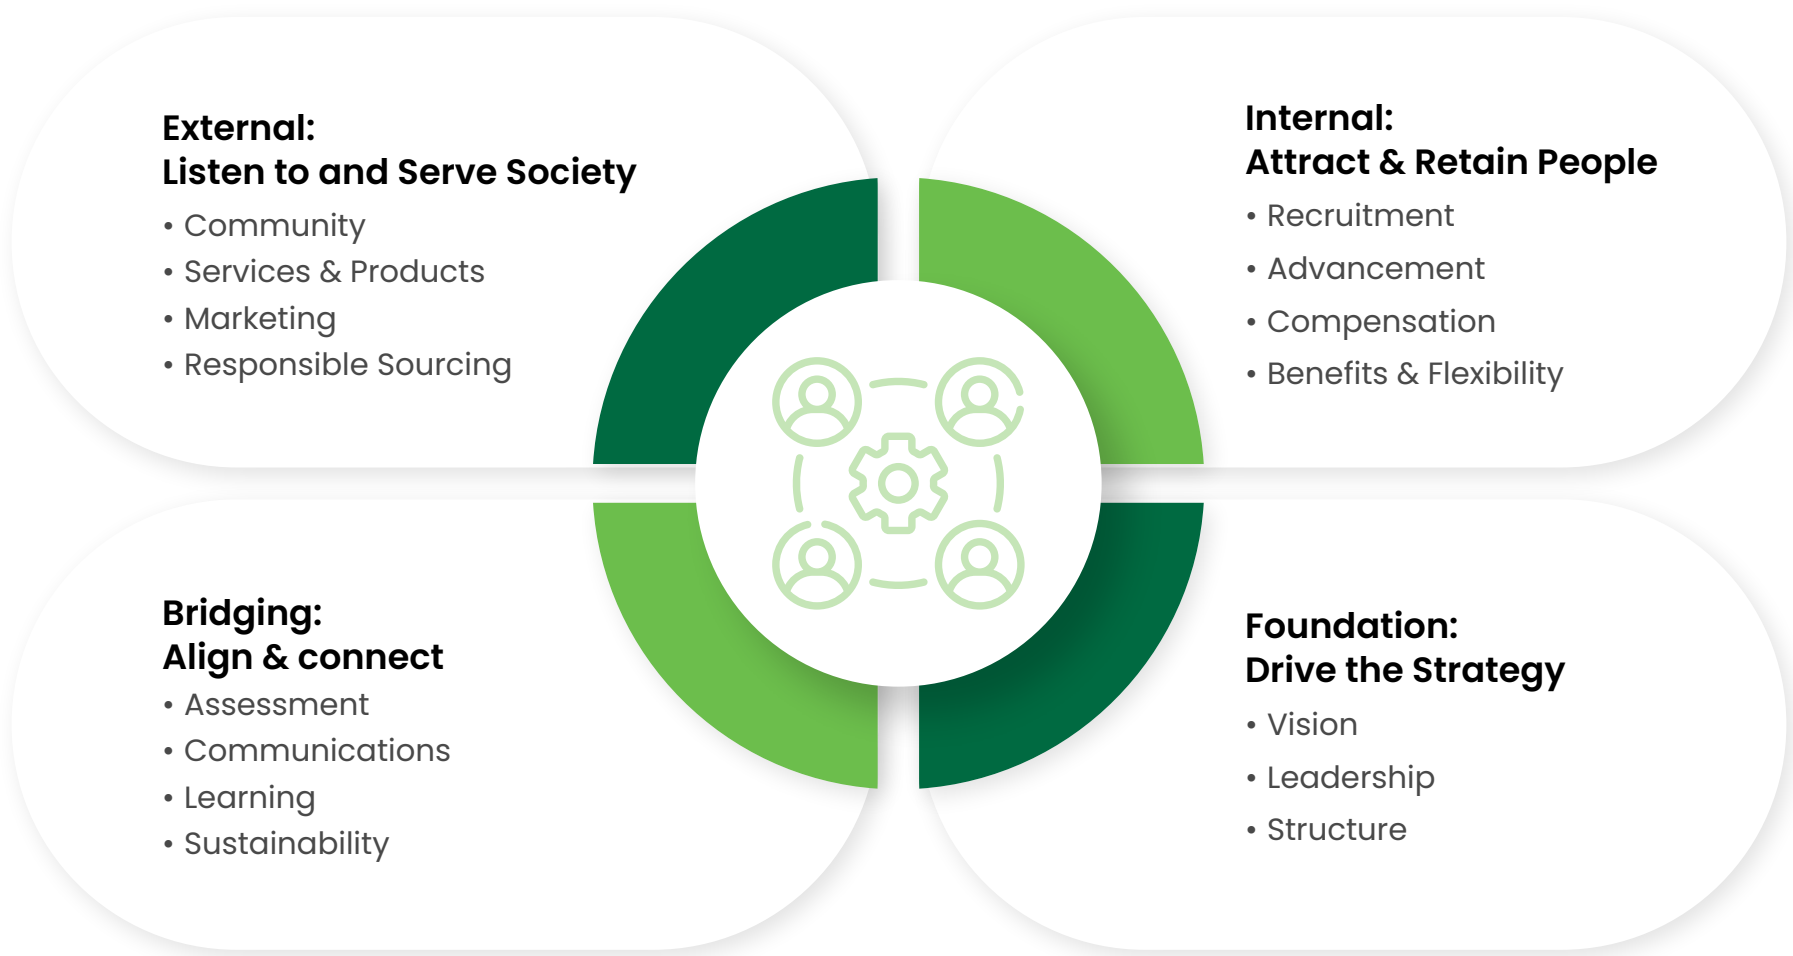 External:
Listen to and Serve Society
• Community
• Services & Products
• Marketing
• Responsible Sourcing
Internal:
Attract & Retain People
• Recruitment
• Advancement
• Compensation
• Benefits & Flexibility
Bridging:
Align & connect
• Assessment
• Communications
• Learning
• Sustainability
Foundation:
Drive the Strategy
• Vision
• Leadership
• Structure